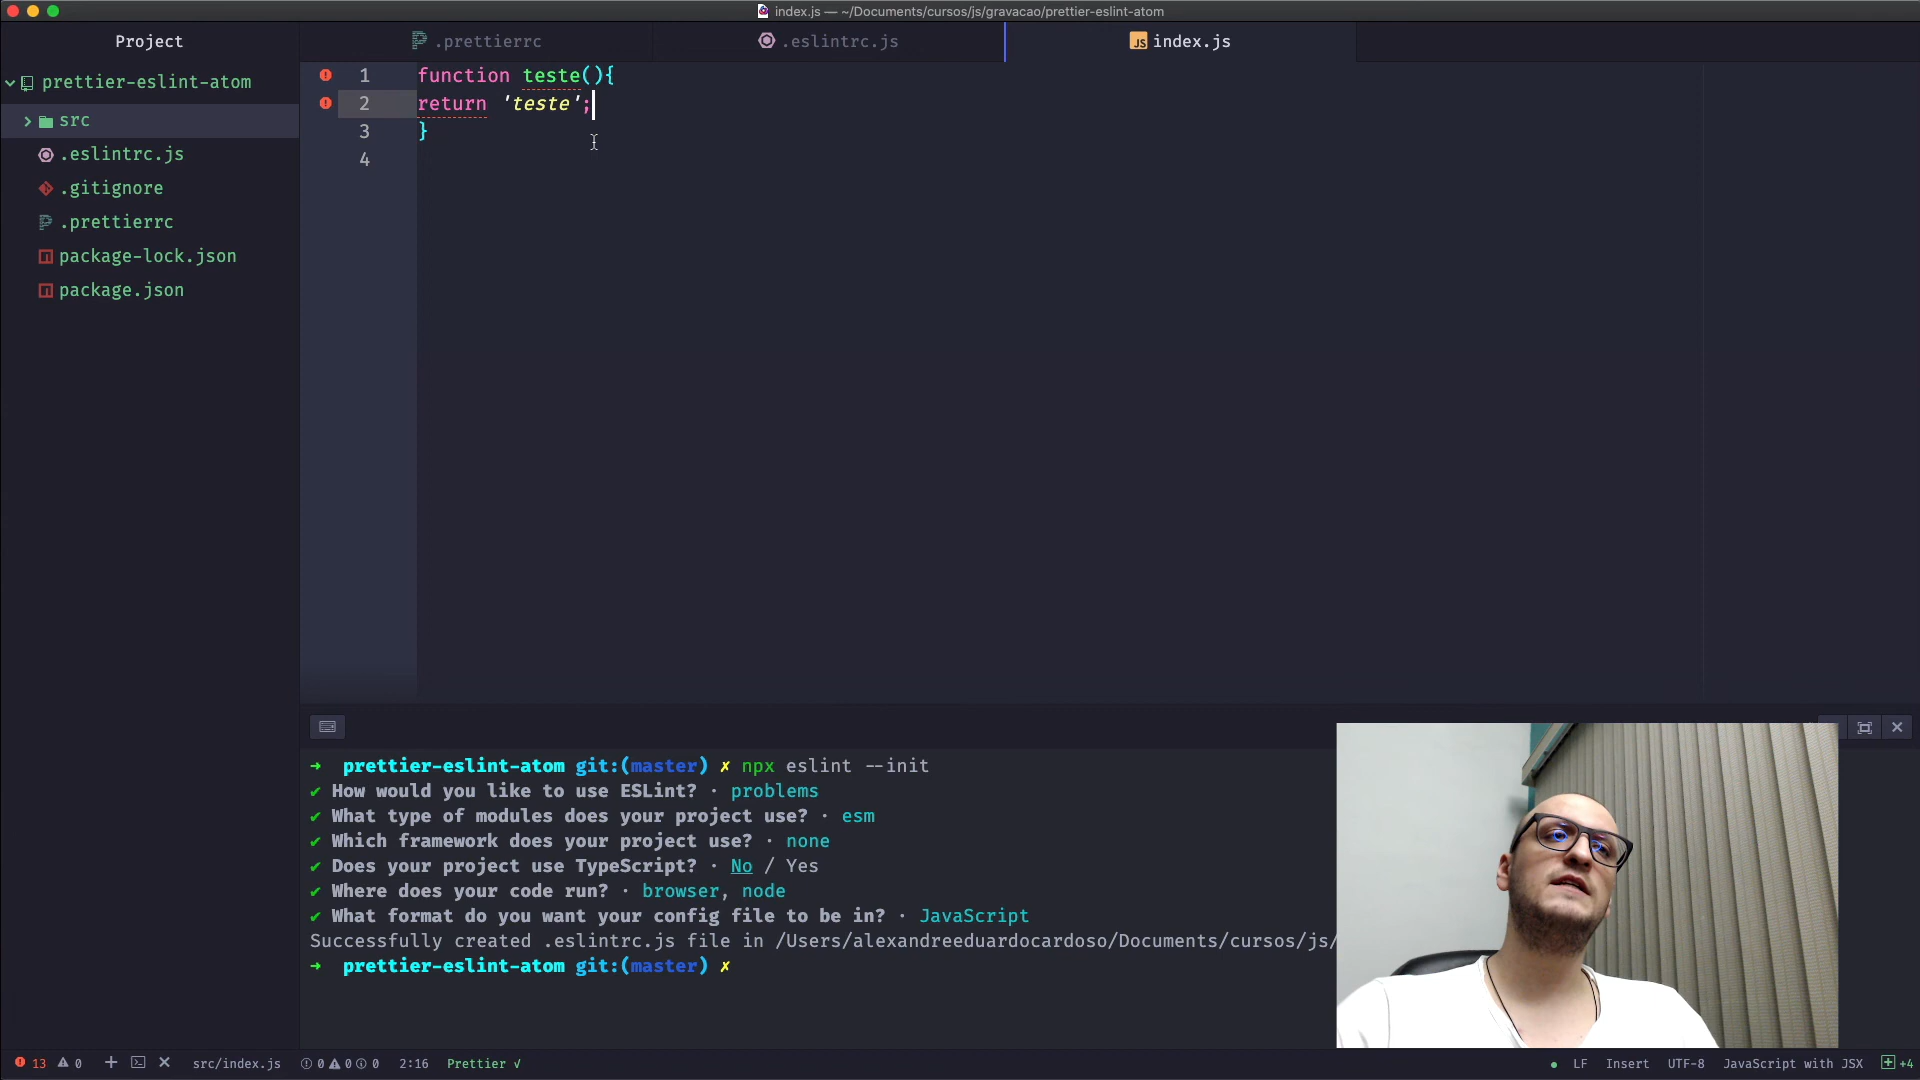 index.js — ~/Documents/cursos/js/gravacao/prettier-eslint-atom
Project
.prettierrc
.eslintrc.js
JS index.js
prettier-eslint-atom
src
.eslintrc.js
.gitignore
.prettierrc
package-lock.json
package.json
1 function teste(){
2 return 'teste';
3 }
4
➜ prettier-eslint-atom git:(master) ✗ npx eslint --init
✔ How would you like to use ESLint? · problems
✔ What type of modules does your project use? · esm
✔ Which framework does your project use? · none
✔ Does your project use TypeScript? · No / Yes
✔ Where does your code run? · browser, node
✔ What format do you want your config file to be in? · JavaScript
Successfully created .eslintrc.js file in /Users/alexandreeduardocardoso/Documents/cursos/js/
➜ prettier-eslint-atom git:(master) ✗
13 0 src/index.js 0 0 0 2:16 Prettier ✓ LF Insert UTF-8 JavaScript with JSX +4